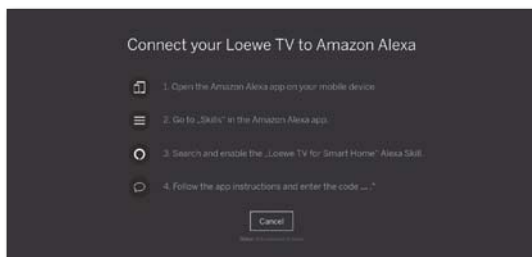 Connect your Loewe TV to Amazon Alexa
1. Open the Amazon Alexa app on your mobile device
2. Go to „Skills" in the Amazon Alexa app.
3. Search and enable the „Loewe TV for Smart Home" Alexa Skill.
4. Follow the app instructions and enter the code ... ."
Cancel